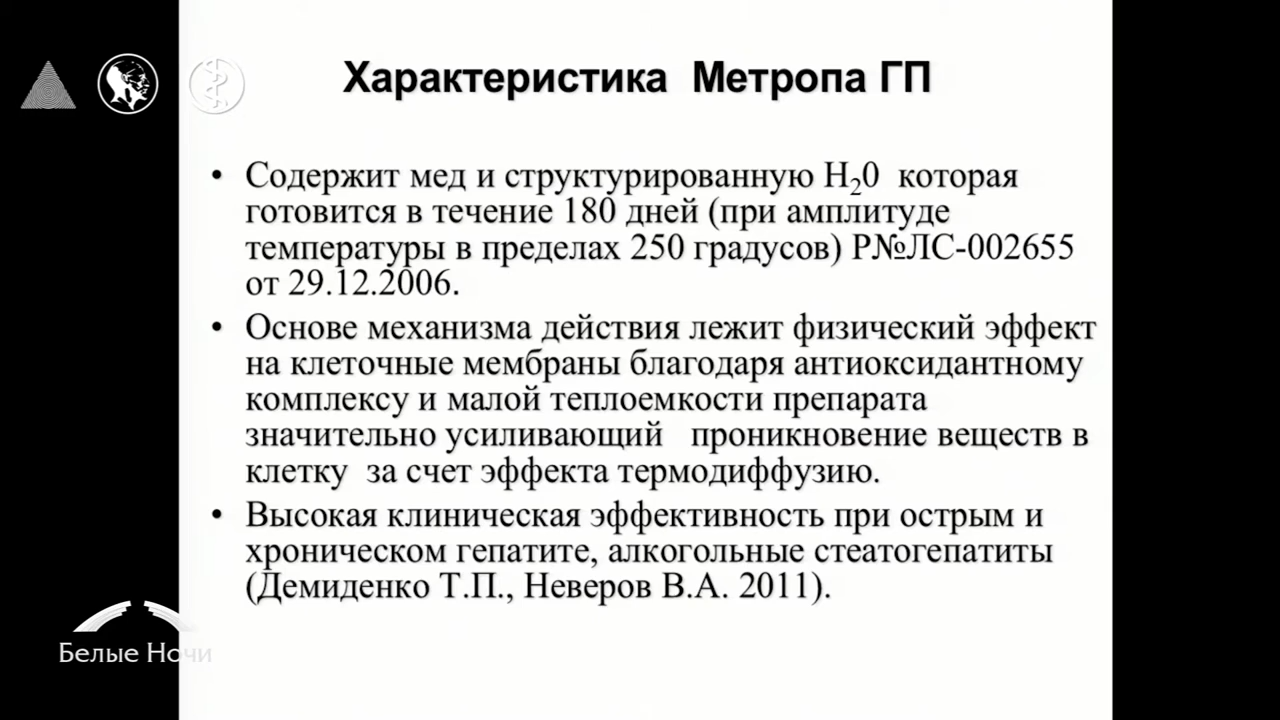 Характеристика Метропа ГП
• Содержит мед и структурированную H₂0 которая
готовится в течение 180 дней (при амплитуде
температуры в пределах 250 градусов) Р№ЛС-002655
от 29.12.2006.
• Основе механизма действия лежит физический эффект
на клеточные мембраны благодаря антиоксидантному
комплексу и малой теплоемкости препарата
значительно усиливающий проникновение веществ в
клетку за счет эффекта термодиффузию.
• Высокая клиническая эффективность при острым и
хроническом гепатите, алкогольные стеатогепатиты
(Демиденко Т.П., Неверов В.А. 2011).
Белые Ночи